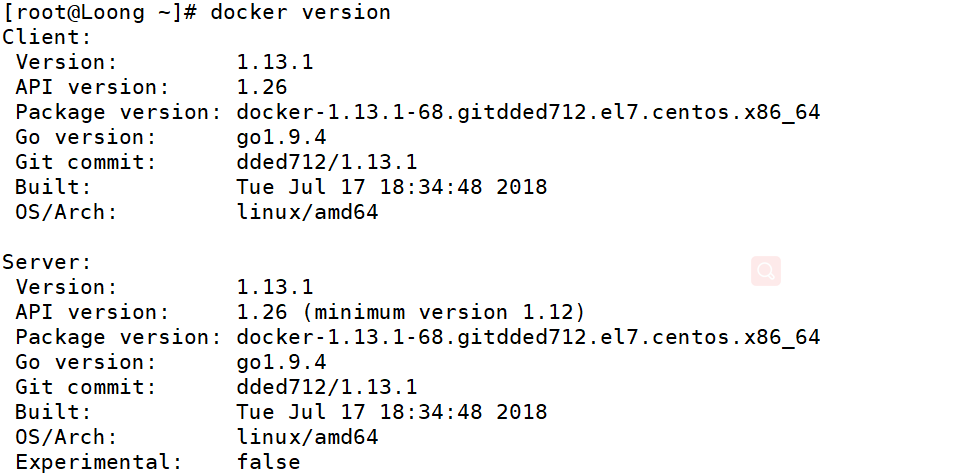 [root@Loong ~]# docker version
Client:
 Version:         1.13.1
 API version:     1.26
 Package version: docker-1.13.1-68.gitdded712.el7.centos.x86_64
 Go version:      go1.9.4
 Git commit:      dded712/1.13.1
 Built:           Tue Jul 17 18:34:48 2018
 OS/Arch:         linux/amd64

Server:
 Version:         1.13.1
 API version:     1.26 (minimum version 1.12)
 Package version: docker-1.13.1-68.gitdded712.el7.centos.x86_64
 Go version:      go1.9.4
 Git commit:      dded712/1.13.1
 Built:           Tue Jul 17 18:34:48 2018
 OS/Arch:         linux/amd64
 Experimental:    false